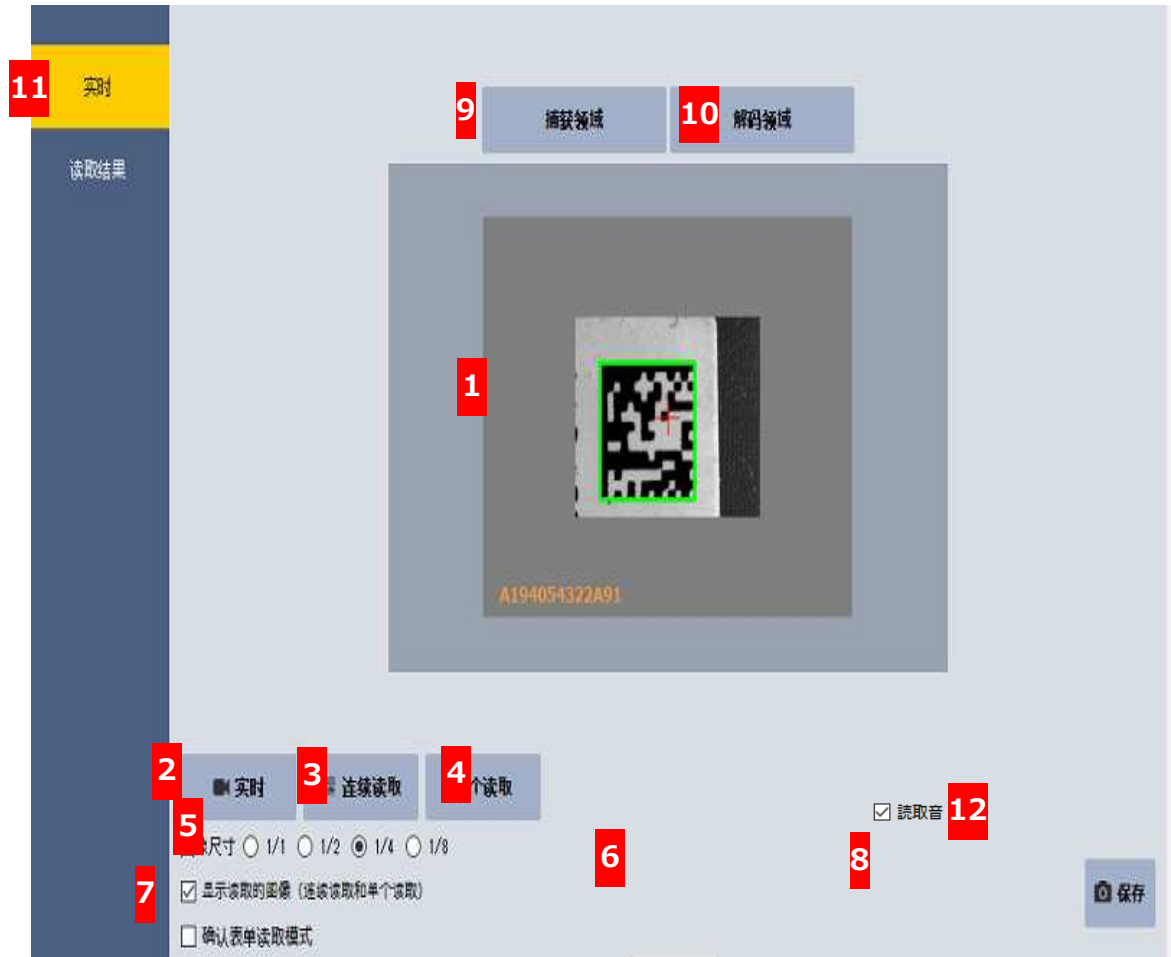 11
实时
读取结果
9
捕获领域
10
解码领域
1
A194054322A91
2
实时
3
连续读取
4
个读取
5
尺寸 1/1 1/2 1/4 1/8
6
7
显示读取的图像 (连续读取和单个读取)
确认表单读取模式
読取音
12
8
保存